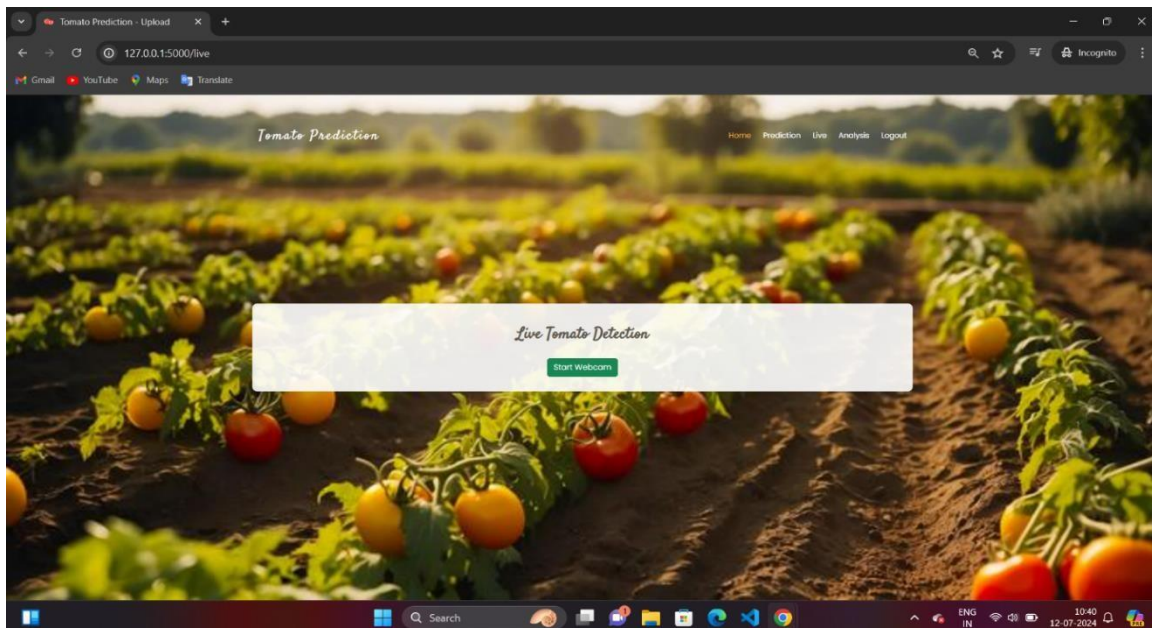 Tomato Prediction - Upload
127.0.0.1:5000/live
Incognito
Gmail YouTube Maps Translate
Tomato Prediction
Home Prediction Live Analysis Logout
Live Tomato Detection
Start Webcam
Search
ENG
IN
10:40
12-07-2024
PRE